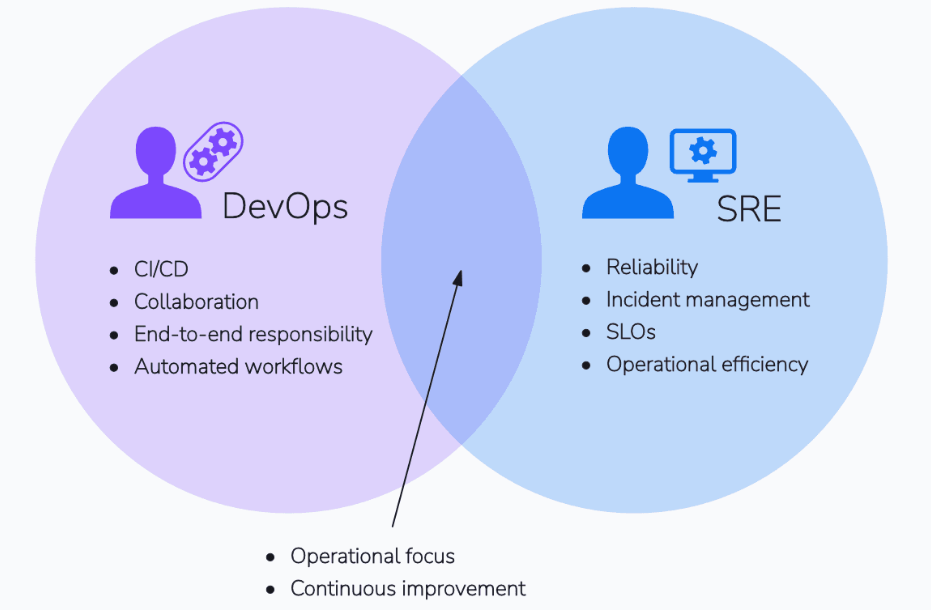 DevOps
• CI/CD
• Collaboration
• End-to-end responsibility
• Automated workflows
SRE
• Reliability
• Incident management
• SLOs
• Operational efficiency
• Operational focus
• Continuous improvement